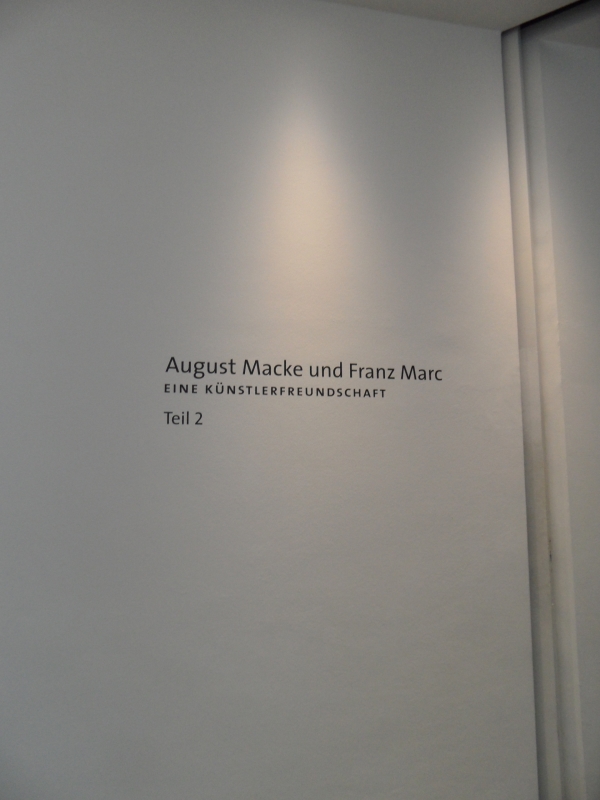 August Macke und Franz Marc
EINE KÜNSTLERFREUNDSCHAFT
Teil 2